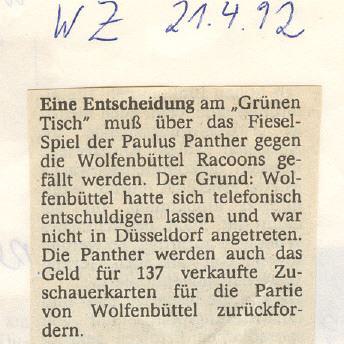 WZ 21.4.92
Eine Entscheidung am „Grünen
Tisch" muß über das Fiesel-
Spiel der Paulus Panther gegen
die Wolfenbüttel Racoons ge-
fällt werden. Der Grund: Wol-
fenbüttel hatte sich telefonisch
entschuldigen lassen und war
nicht in Düsseldorf angetreten.
Die Panther werden auch das
Geld für 137 verkaufte Zu-
schauerkarten für die Partie
von Wolfenbüttel zurückfor-
dern.